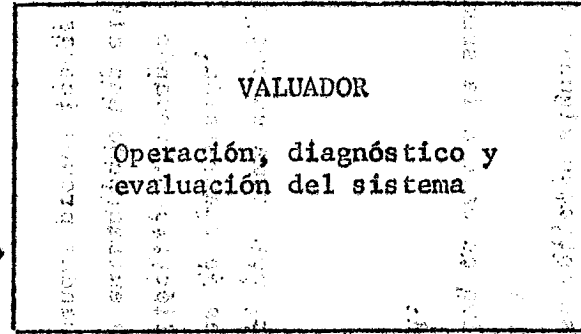 VALUADOR
Operación, diagnóstico y
evaluación del sistema